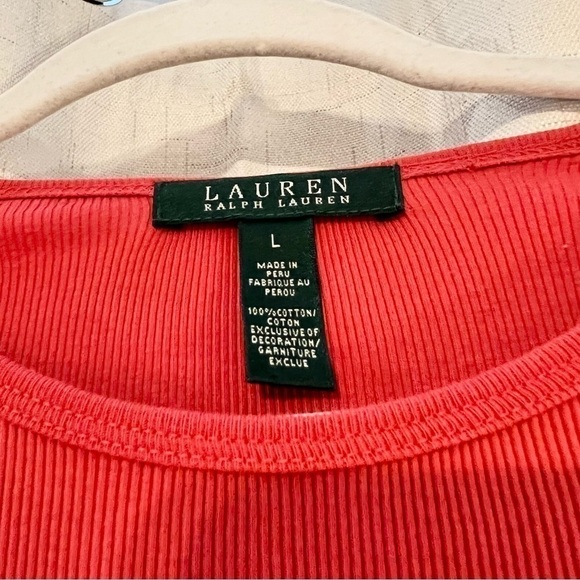 LAUREN
RALPH LAUREN
L
MADE IN
PERU
FABRIQUE AU
PEROU
100%COTTON/
COTON
EXCLUSIVE OF
DECORATION/
GARNITURE
EXCLUE